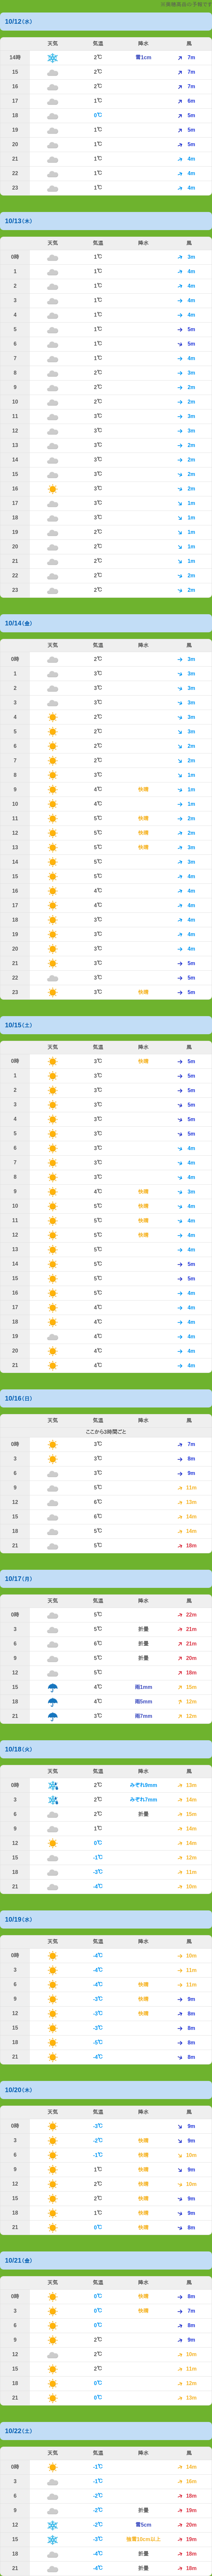 10/12(水)
天気 気温 降水 風
14時 2℃ 雪1cm 7m
15 2℃ 7m
16 2℃ 7m
17 1℃ 6m
18 0℃ 5m
19 1℃ 5m
20 1℃ 5m
21 1℃ 4m
22 1℃ 4m
23 1℃ 4m
10/13(木)
天気 気温 降水 風
0時 1℃ 3m
1 1℃ 4m
2 1℃ 4m
3 1℃ 4m
4 1℃ 4m
5 1℃ 5m
6 1℃ 5m
7 1℃ 4m
8 2℃ 3m
9 2℃ 2m
10 2℃ 2m
11 3℃ 3m
12 3℃ 3m
13 3℃ 2m
14 3℃ 2m
15 3℃ 2m
16 3℃ 2m
17 3℃ 1m
18 3℃ 1m
19 2℃ 1m
20 2℃ 1m
21 2℃ 1m
22 2℃ 2m
23 2℃ 2m
10/14(金)
天気 気温 降水 風
0時 2℃ 3m
1 3℃ 3m
2 3℃ 3m
3 3℃ 3m
4 2℃ 3m
5 2℃ 3m
6 2℃ 2m
7 2℃ 2m
8 3℃ 1m
9 4℃ 快晴 1m
10 4℃ 1m
11 5℃ 快晴 2m
12 5℃ 快晴 2m
13 5℃ 快晴 3m
14 5℃ 3m
15 5℃ 4m
16 4℃ 4m
17 4℃ 4m
18 3℃ 4m
19 3℃ 4m
20 3℃ 4m
21 3℃ 5m
22 3℃ 5m
23 3℃ 快晴 5m
10/15(土)
天気 気温 降水 風
0時 3℃ 快晴 5m
1 3℃ 5m
2 3℃ 5m
3 3℃ 5m
4 3℃ 5m
5 3℃ 5m
6 3℃ 4m
7 3℃ 4m
8 3℃ 4m
9 4℃ 快晴 3m
10 5℃ 快晴 4m
11 5℃ 快晴 4m
12 5℃ 快晴 4m
13 5℃ 4m
14 5℃ 5m
15 5℃ 5m
16 5℃ 4m
17 4℃ 4m
18 4℃ 4m
19 4℃ 4m
20 4℃ 4m
21 4℃ 4m
10/16(日)
天気 気温 降水 風
ここから3時間ごと
0時 3℃ 7m
3 3℃ 8m
6 3℃ 9m
9 5℃ 11m
12 6℃ 13m
15 6℃ 14m
18 5℃ 14m
21 5℃ 18m
10/17(月)
天気 気温 降水 風
0時 5℃ 22m
3 5℃ 折曇 21m
6 6℃ 折曇 21m
9 5℃ 折曇 20m
12 5℃ 18m
15 4℃ 雨1mm 15m
18 4℃ 雨5mm 12m
21 3℃ 雨7mm 12m
10/18(火)
天気 気温 降水 風
0時 2℃ みぞれ9mm 13m
3 2℃ みぞれ7mm 14m
6 2℃ 折曇 15m
9 1℃ 14m
12 0℃ 14m
15 -1℃ 12m
18 -3℃ 11m
21 -4℃ 10m
10/19(水)
天気 気温 降水 風
0時 -4℃ 10m
3 -4℃ 11m
6 -4℃ 快晴 11m
9 -3℃ 快晴 9m
12 -3℃ 快晴 8m
15 -3℃ 8m
18 -5℃ 8m
21 -4℃ 8m
10/20(木)
天気 気温 降水 風
0時 -3℃ 9m
3 -2℃ 快晴 9m
6 -1℃ 快晴 10m
9 1℃ 快晴 9m
12 2℃ 快晴 10m
15 2℃ 快晴 9m
18 1℃ 快晴 9m
21 0℃ 快晴 8m
10/21(金)
天気 気温 降水 風
0時 0℃ 快晴 8m
3 0℃ 快晴 7m
6 0℃ 8m
9 2℃ 9m
12 2℃ 10m
15 2℃ 11m
18 0℃ 12m
21 0℃ 13m
10/22(土)
天気 気温 降水 風
0時 -1℃ 14m
3 -1℃ 16m
6 -2℃ 18m
9 -2℃ 折曇 19m
12 -2℃ 雪5cm 20m
15 -3℃ 強雪10cm以上 19m
18 -4℃ 折曇 18m
21 -4℃ 折曇 18m